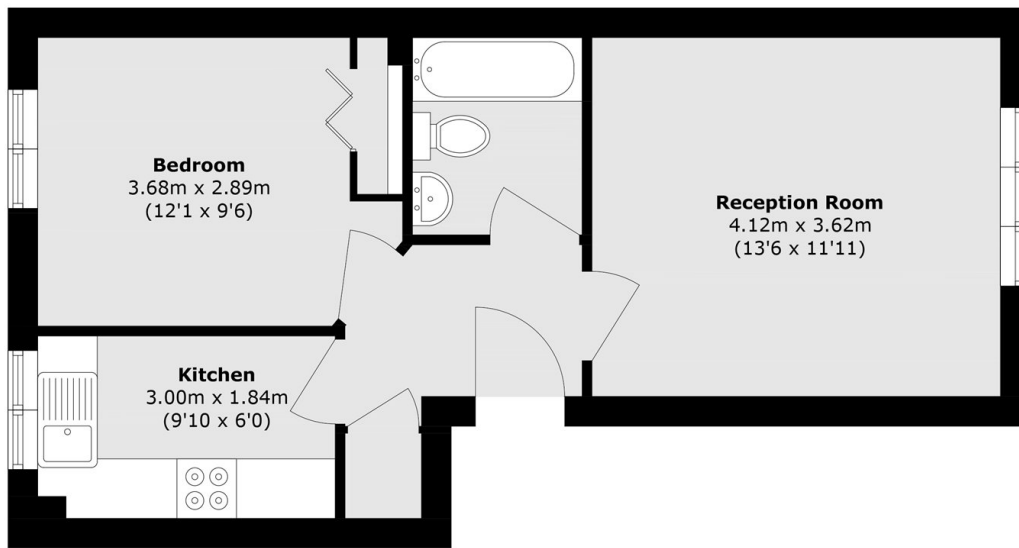 Bedroom
3.68m x 2.89m
(12'1 x 9'6)
Reception Room
4.12m x 3.62m
(13'6 x 11'11)
Kitchen
3.00m x 1.84m
(9'10 x 6'0)